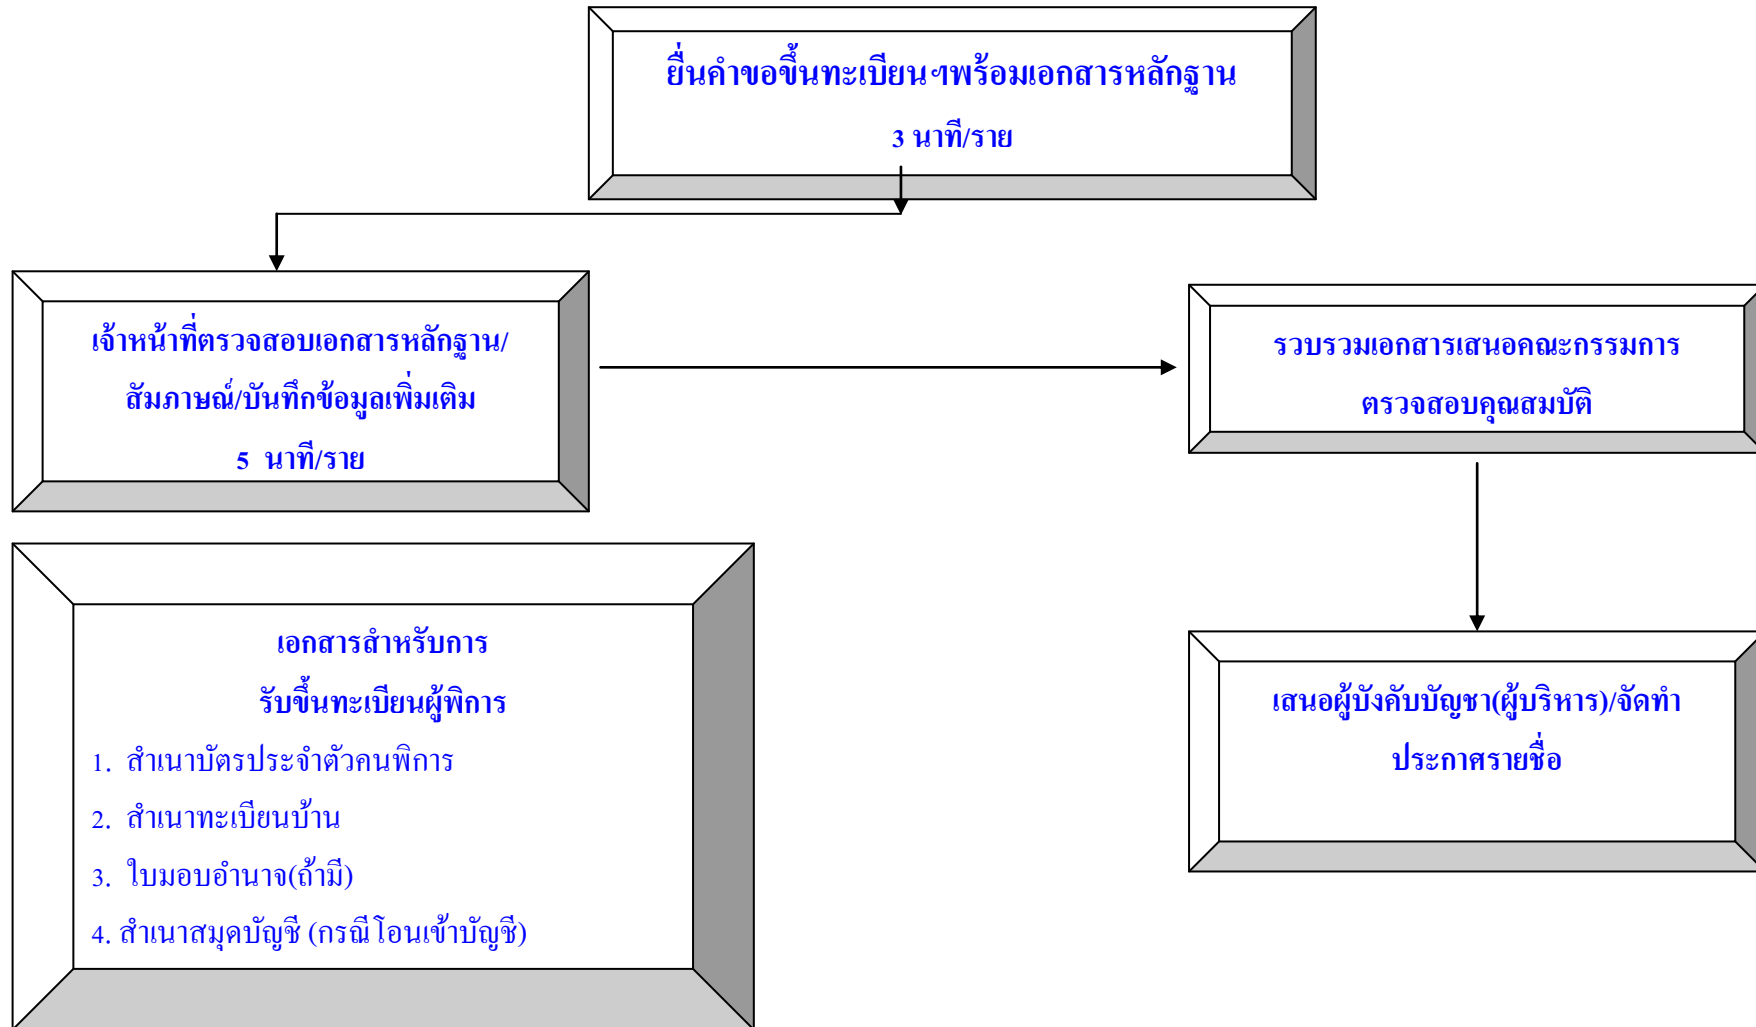 ยื่นคำขอขึ้นทะเบียนฯพร้อมเอกสารหลักฐาน
3 นาที/ราย
เจ้าหน้าที่ตรวจสอบเอกสารหลักฐาน/
สัมภาษณ์/บันทึกข้อมูลเพิ่มเติม
5 นาที/ราย
รวบรวมเอกสารเสนอคณะกรรมการ
ตรวจสอบคุณสมบัติ
เอกสารสำหรับการ
รับขึ้นทะเบียนผู้พิการ
1. สำเนาบัตรประจำตัวคนพิการ
2. สำเนาทะเบียนบ้าน
3. ใบมอบอำนาจ(ถ้ามี)
4. สำเนาสมุดบัญชี (กรณีโอนเข้าบัญชี)
เสนอผู้บังคับบัญชา(ผู้บริหาร)/จัดทำ
ประกาศรายชื่อ